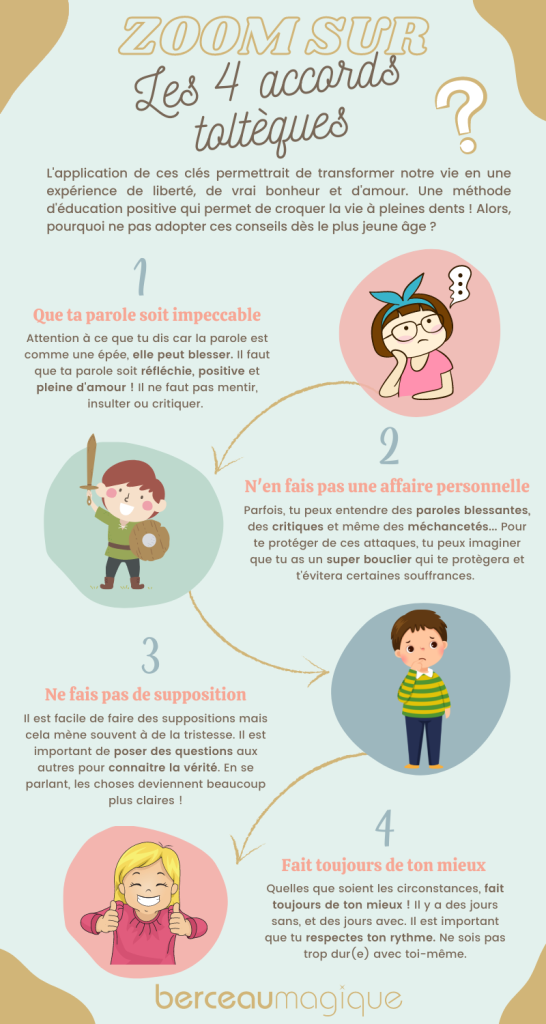 ZOOM SUR
Les 4 accords
toltèques
?
L'application de ces clés permettrait de transformer notre vie en une
expérience de liberté, de vrai bonheur et d'amour. Une méthode
d'éducation positive qui permet de croquer la vie à pleines dents ! Alors,
pourquoi ne pas adopter ces conseils dès le plus jeune âge ?
1
Que ta parole soit impeccable
Attention à ce que tu dis car la parole est
comme une épée, elle peut blesser. Il faut
que ta parole soit réfléchie, positive et
pleine d'amour ! Il ne faut pas mentir,
insulter ou critiquer.
2
N'en fais pas une affaire personnelle
Parfois, tu peux entendre des paroles blessantes,
des critiques et même des méchancetés... Pour
te protéger de ces attaques, tu peux imaginer
que tu as un super bouclier qui te protègera et
t'évitera certaines souffrances.
3
Ne fais pas de supposition
Il est facile de faire des suppositions mais
cela mène souvent à de la tristesse. Il est
important de poser des questions aux
autres pour connaitre la vérité. En se
parlant, les choses deviennent beaucoup
plus claires !
4
Fait toujours de ton mieux
Quelles que soient les circonstances, fait
toujours de ton mieux ! Il y a des jours
sans, et des jours avec. Il est important
que tu respectes ton rythme. Ne sois pas
trop dur(e) avec toi-même.
berceaumagique